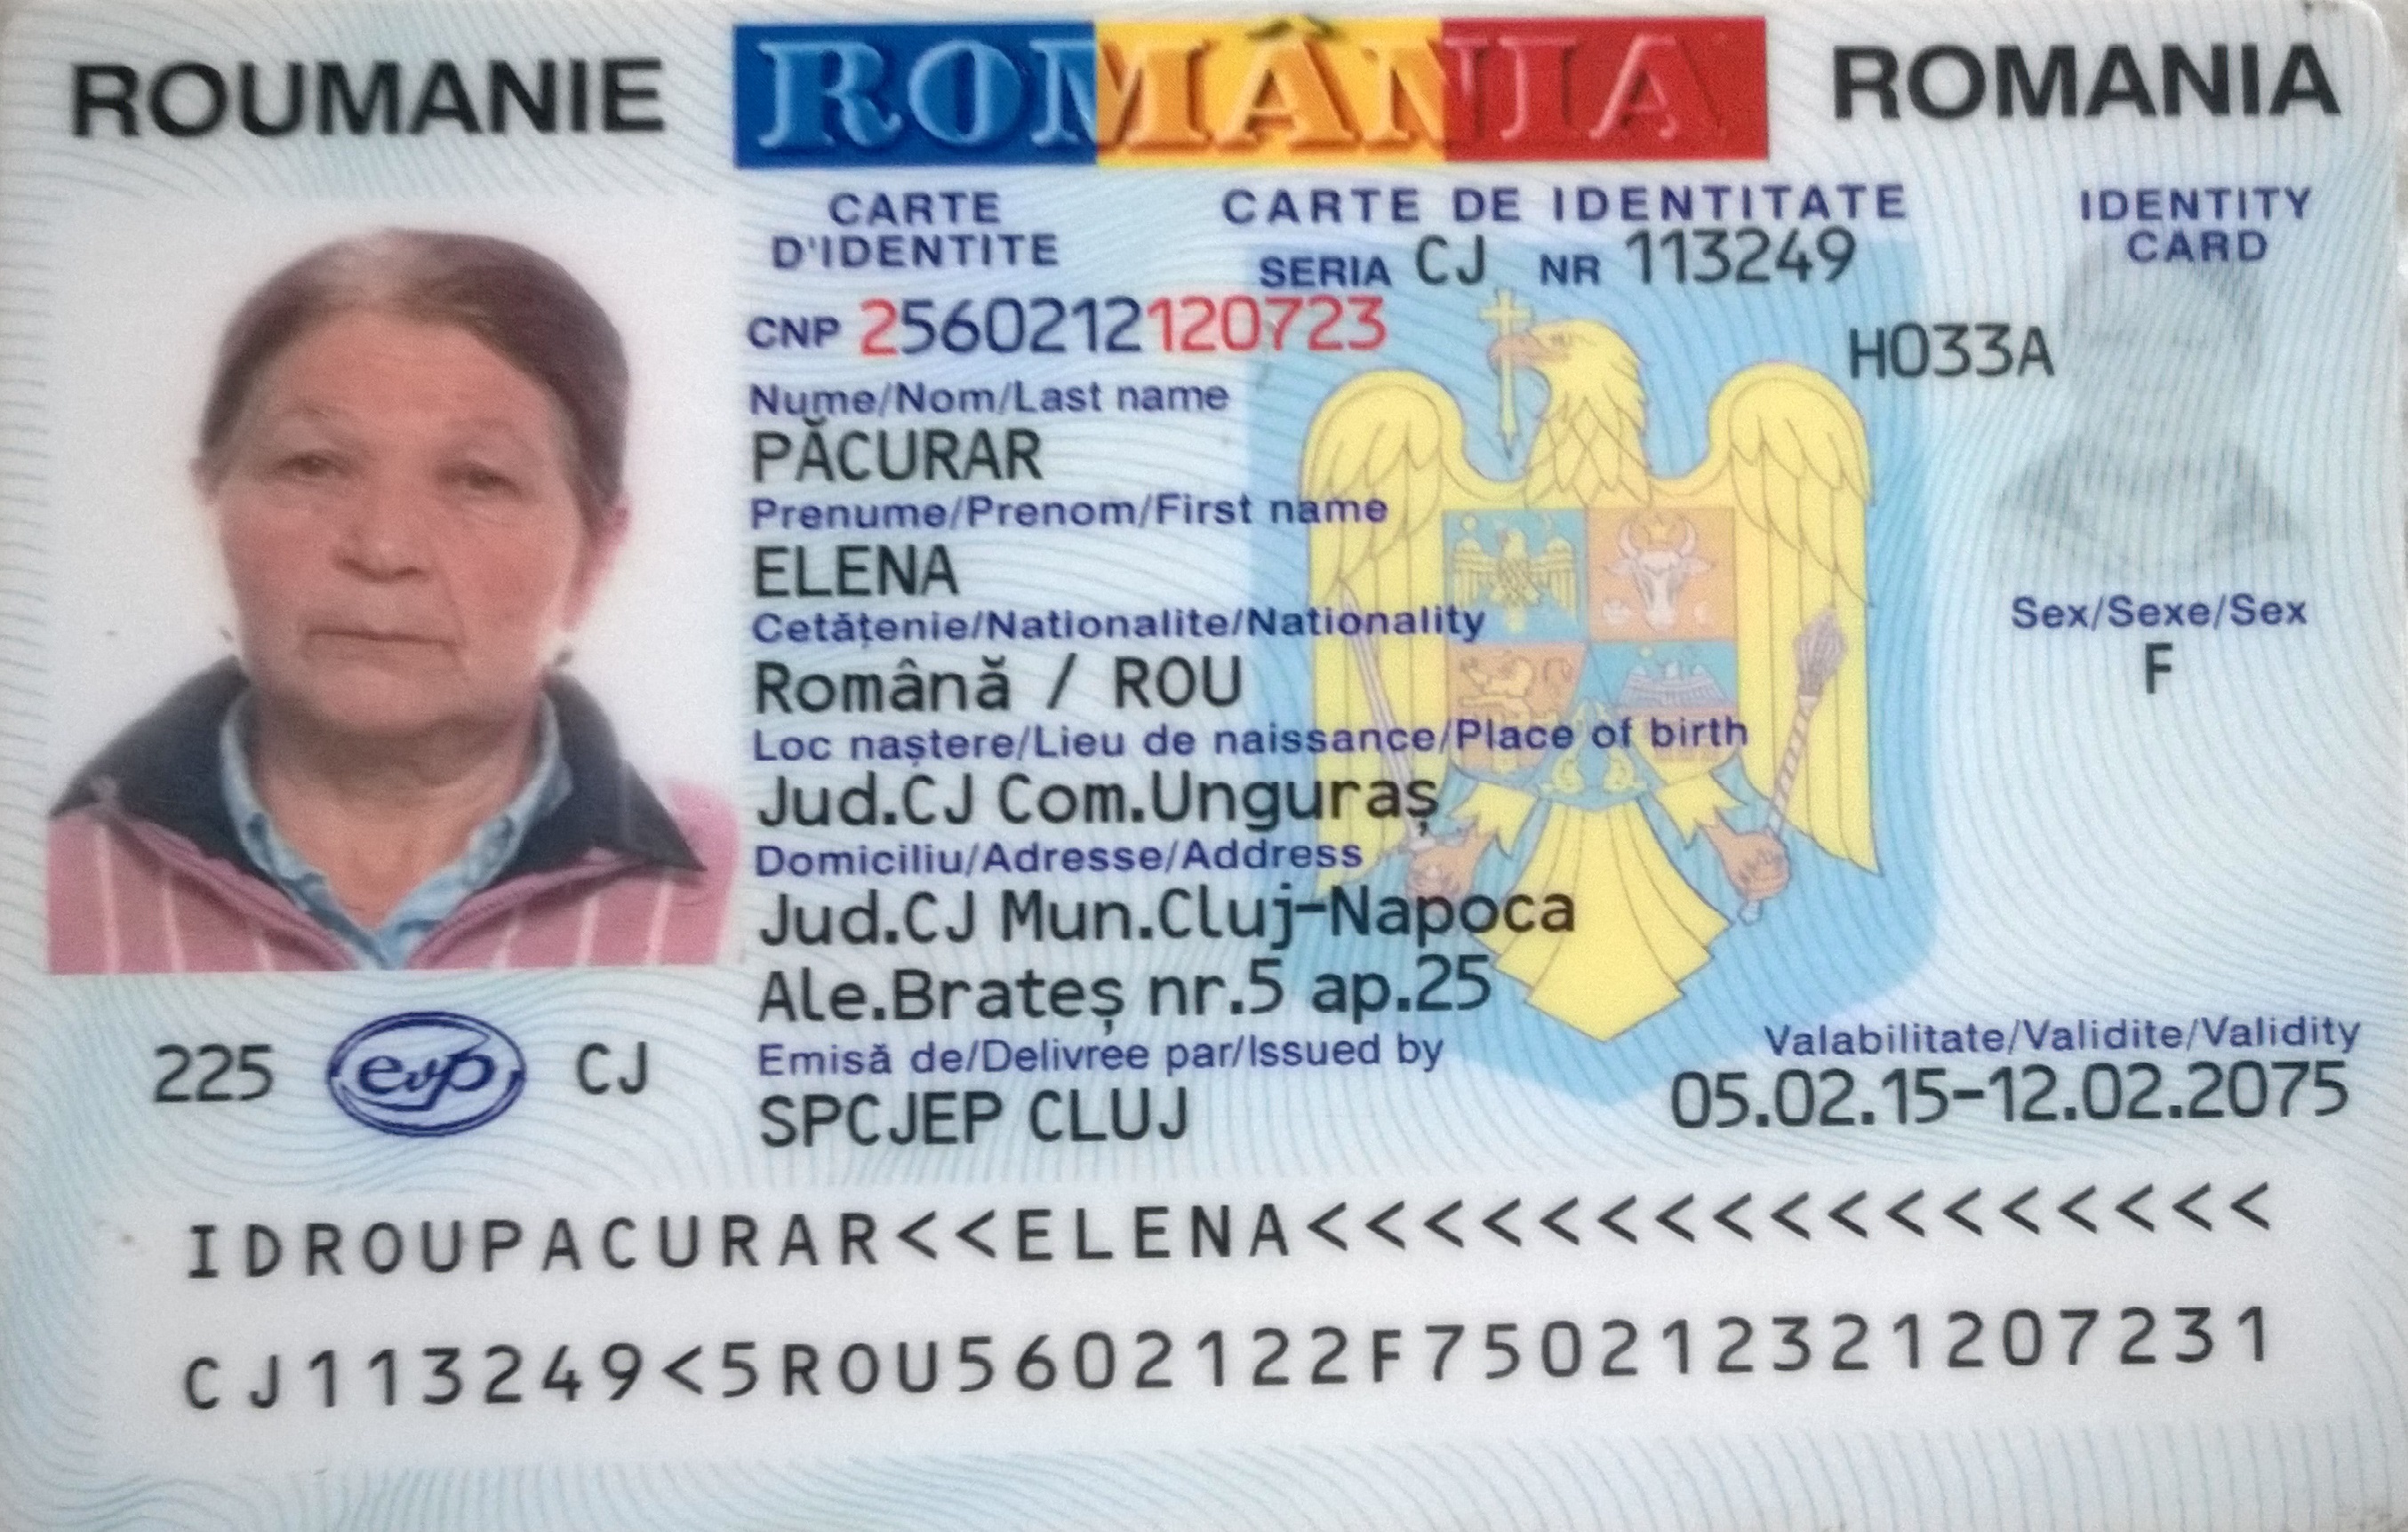 ROUMANIE ROMÂNIA ROMANIA
CARTE D'IDENTITE
CARTE DE IDENTITATE
IDENTITY CARD
SERIA CJ NR 113249
CNP 2560212120723
H033A
Nume/Nom/Last name
PĂCURAR
Prenume/Prenom/First name
ELENA
Cetățenie/Nationalite/Nationality
Română / ROU
Sex/Sexe/Sex
F
Loc naștere/Lieu de naissance/Place of birth
Jud.CJ Com.Unguraș
Domiciliu/Adresse/Address
Jud.CJ Mun.Cluj-Napoca
Ale.Brateș nr.5 ap.25
Emisă de/Delivree par/Issued by
SPCJEP CLUJ
Valabilitate/Validite/Validity
05.02.15-12.02.2075
225 evp CJ
IDROUPACURAR<<ELENA<<<<<<<<<<<<<<<<<
CJ113249<5ROU5602122F750212321207231